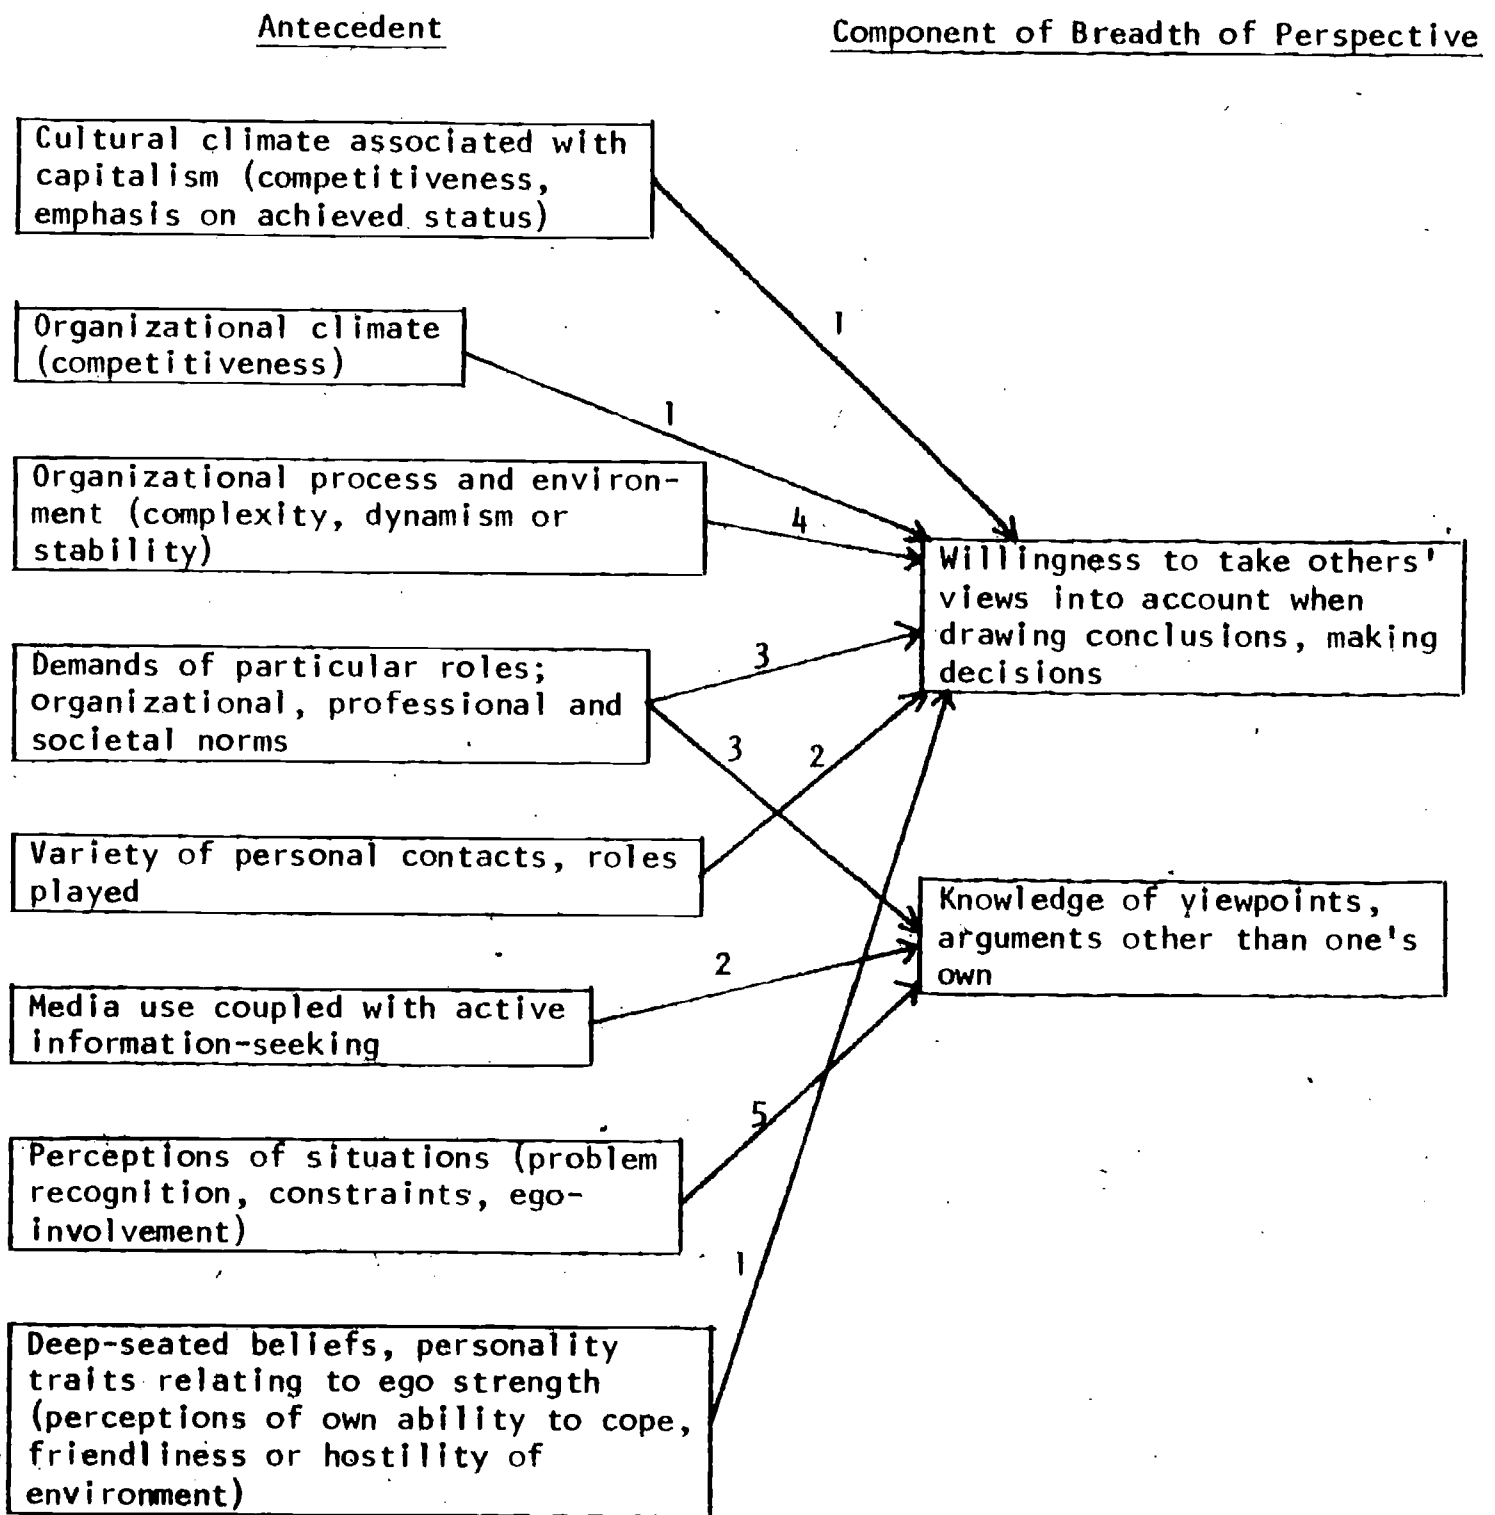 Antecedent
Component of Breadth of Perspective
Cultural climate associated with
capitalism (competitiveness,
emphasis on achieved status)
1
Organizational climate
(competitiveness)
1
Organizational process and environ-
ment (complexity, dynamism or
stability)
4
Willingness to take others'
views into account when
drawing conclusions, making
decisions
Demands of particular roles;
organizational, professional and
societal norms
3
3
2
Variety of personal contacts, roles
played
Knowledge of viewpoints,
arguments other than one's
own
2
Media use coupled with active
information-seeking
5
Perceptions of situations (problem
recognition, constraints, ego-
involvement)
1
Deep-seated beliefs, personality
traits relating to ego strength
(perceptions of own ability to cope,
friendliness or hostility of
environment)